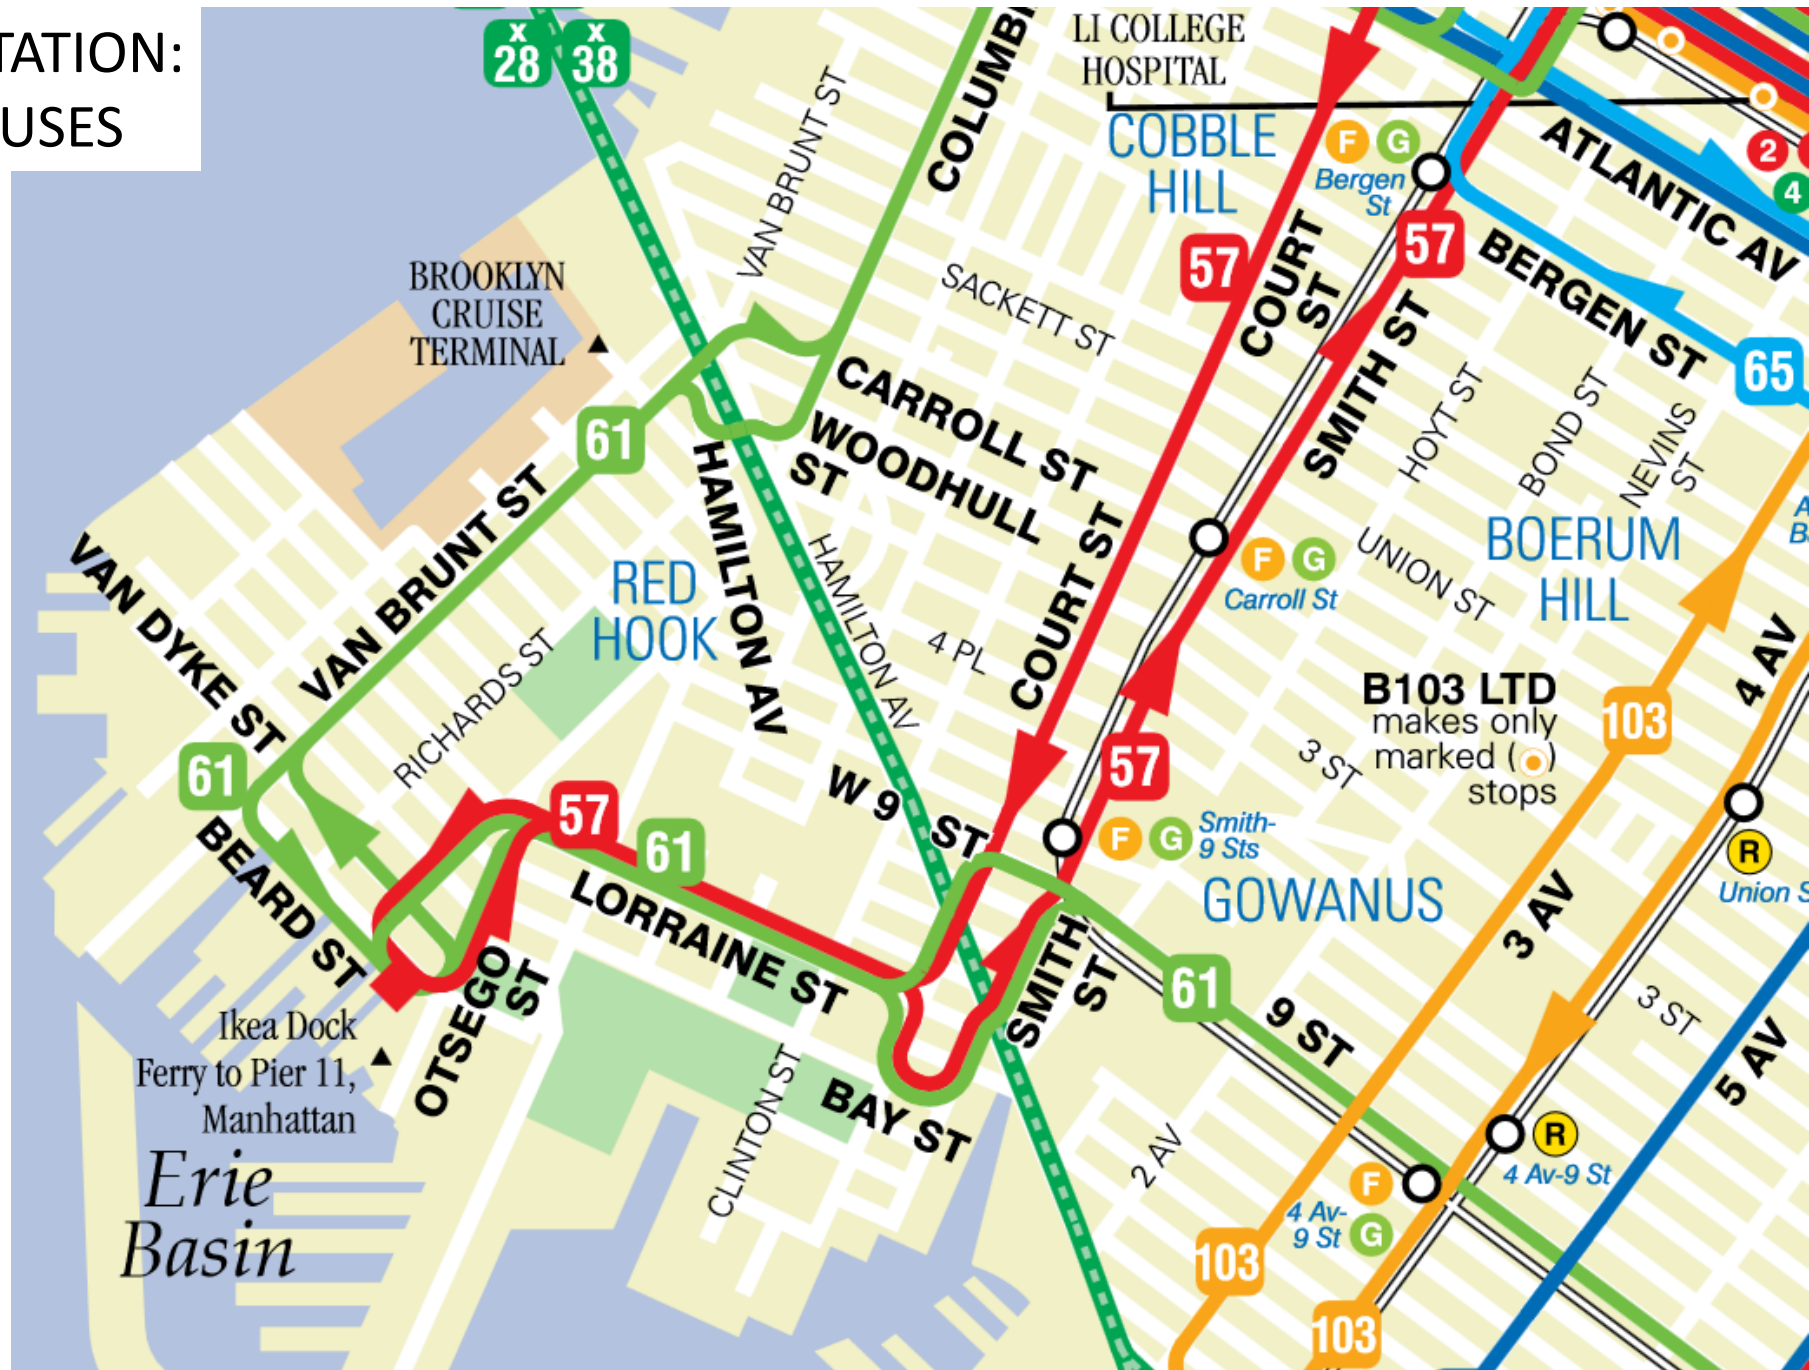 TATION:
USES
x
28
x
38
COLUMB
LI COLLEGE
HOSPITAL
COBBLE
HILL
F G
Bergen
St
2
4
ATLANTIC AV
VAN BRUNT ST
57
COURT
ST
57
BERGEN ST
65
BROOKLYN
CRUISE
TERMINAL
SACKETT ST
SMITH ST
HOYT ST
BOND ST
NEVINS
ST
CARROLL ST
WOODHULL
ST
61
HAMILTON AV
HAMILTON AV
COURT ST
F G
Carroll St
UNION ST
BOERUM
HILL
VAN DYKE ST
VAN BRUNT ST
RED
HOOK
RICHARDS ST
4 PL
B103 LTD
makes only
marked ( )
stops
103
4 AV
61
57
3 ST
57
61
W 9 ST
F G
Smith-
9 Sts
GOWANUS
R
Union S
BEARD ST
LORRAINE ST
3 AV
OTSEGO
ST
SMITH
ST
61
9 ST
3 ST
5 AV
Ikea Dock
Ferry to Pier 11,
Manhattan
CLINTON ST
BAY ST
2 AV
R
4 Av-9 St
F
4 Av-
9 St
G
Erie
Basin
103
103